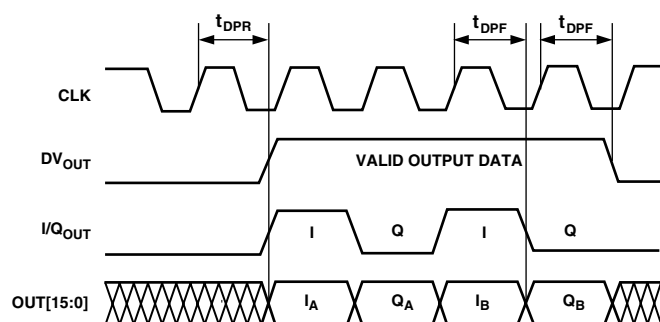 tDPR tDPF tDPF
CLK
DVOUT VALID OUTPUT DATA
I/QOUT I Q I Q
OUT[15:0] IA QA IB QB